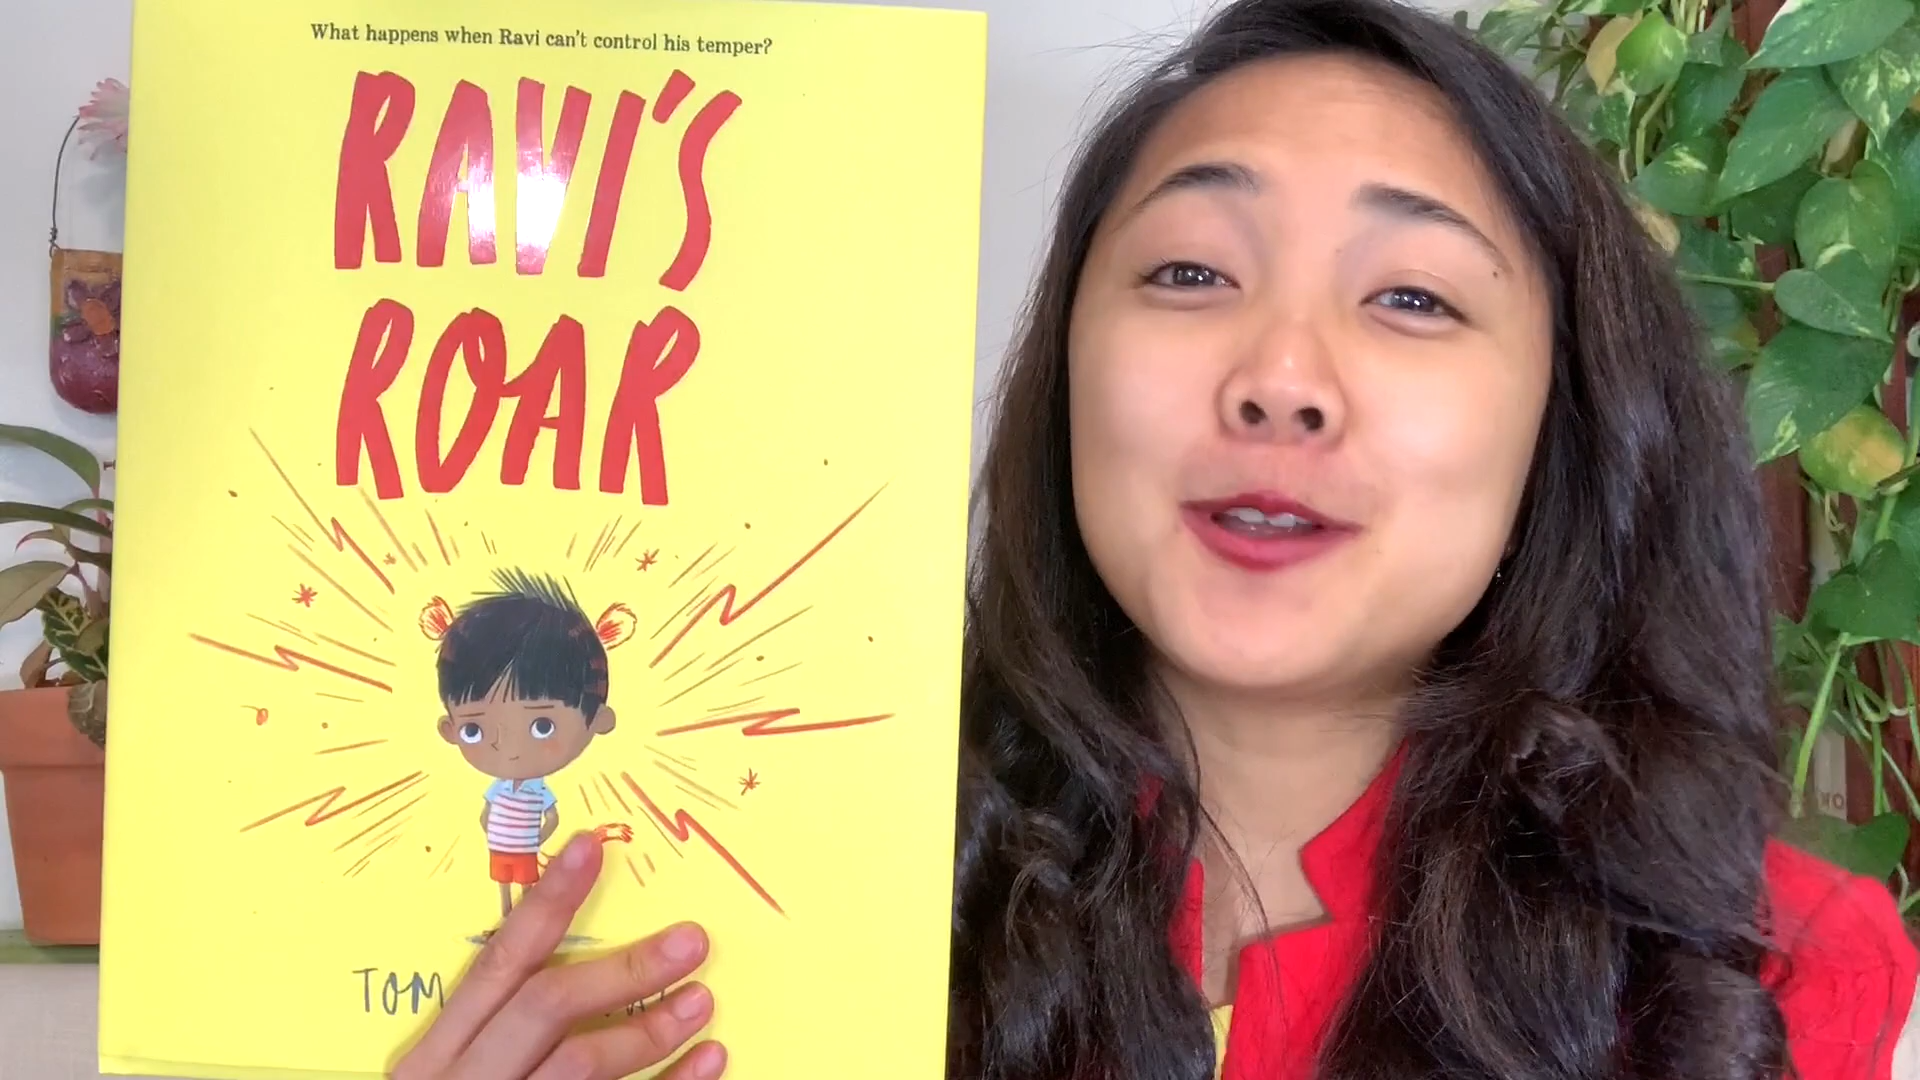 What happens when Ravi can't control his temper?
RAVI'S
ROAR
TOM